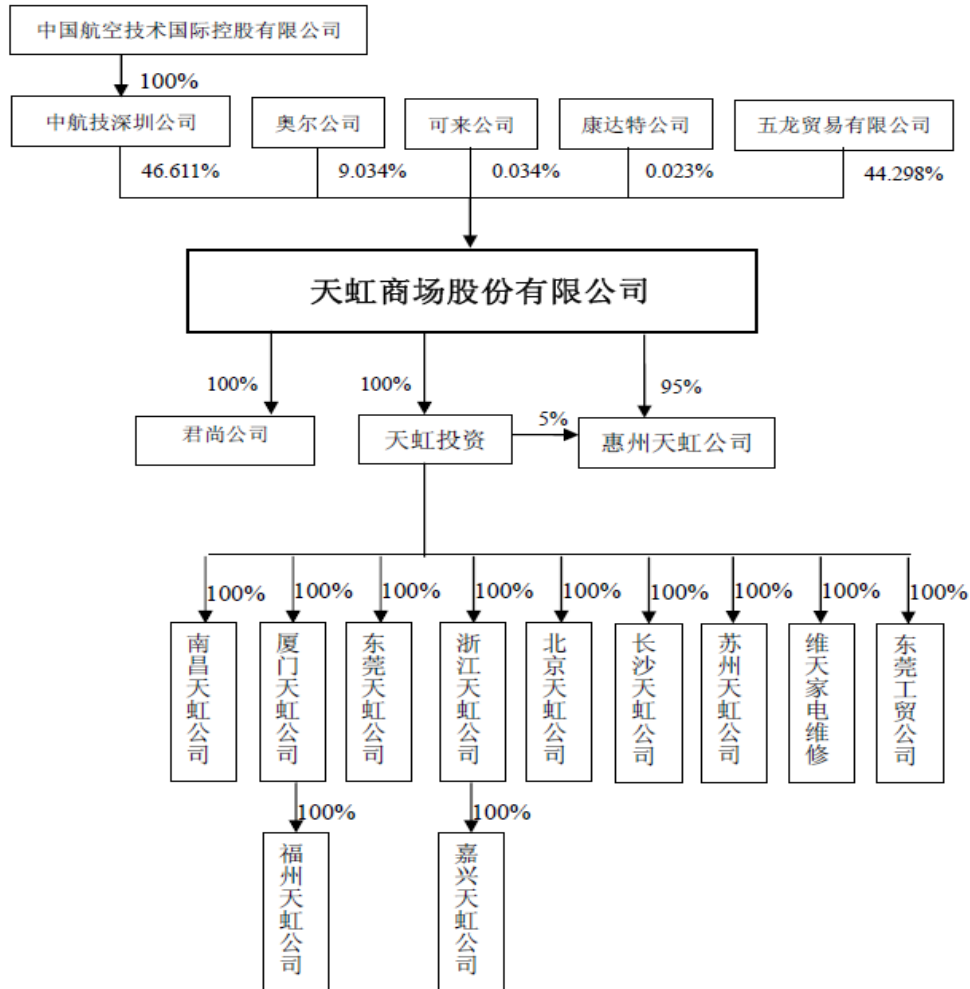 中国航空技术国际控股有限公司
100%
中航技深圳公司
奥尔公司
可来公司
康达特公司
五龙贸易有限公司
46.611%
9.034%
0.034%
0.023%
44.298%
天虹商场股份有限公司
100%
100%
95%
君尚公司
天虹投资
5%
惠州天虹公司
100%
100%
100%
100%
100%
100%
100%
100%
100%
南昌天虹公司
厦门天虹公司
东莞天虹公司
浙江天虹公司
北京天虹公司
长沙天虹公司
苏州天虹公司
维天家电维修
东莞工贸公司
100%
100%
福州天虹公司
嘉兴天虹公司